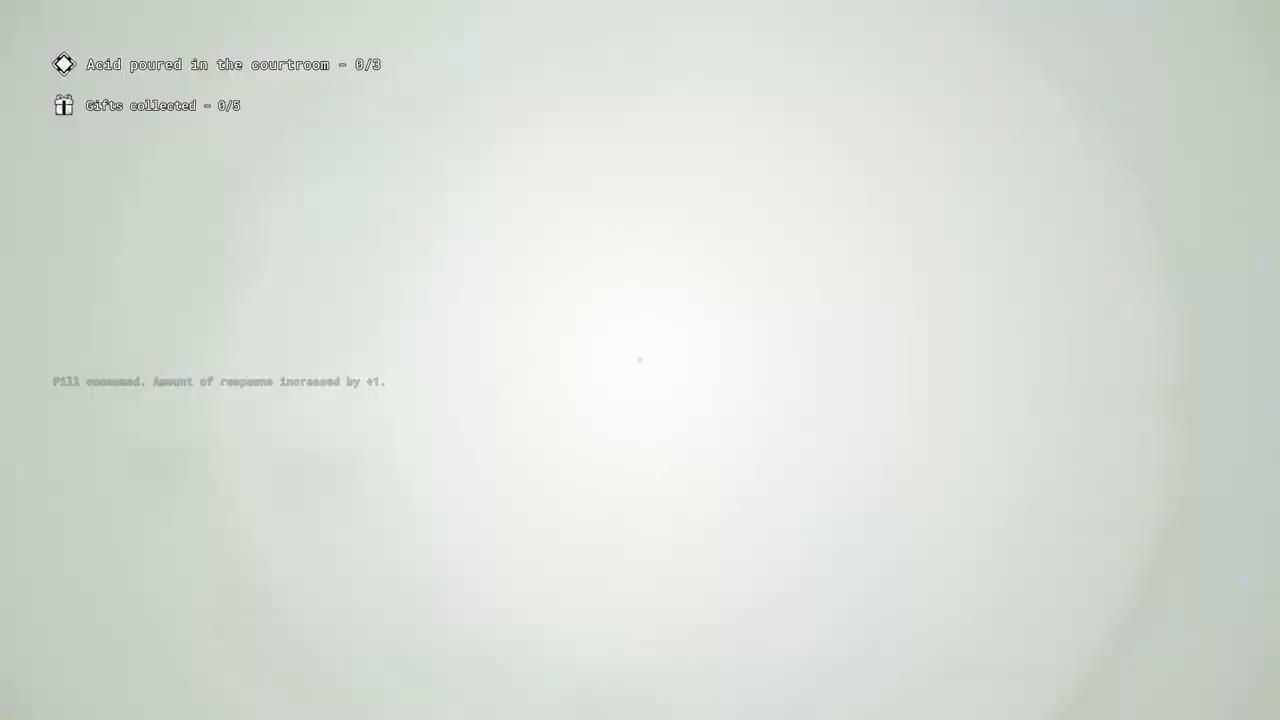 Acid poured in the courtroom - 0/3
Gifts collected - 0/5
Pill consumed. Amount of respawns increased by +1.